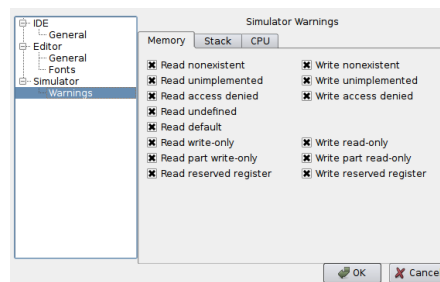 IDE
General
Editor
General
Fonts
Simulator
Warnings
Simulator Warnings
Memory Stack CPU
Read nonexistent Write nonexistent
Read unimplemented Write unimplemented
Read access denied Write access denied
Read undefined
Read default
Read write-only Write read-only
Read part write-only Write part read-only
Read reserved register Write reserved register
OK Cance